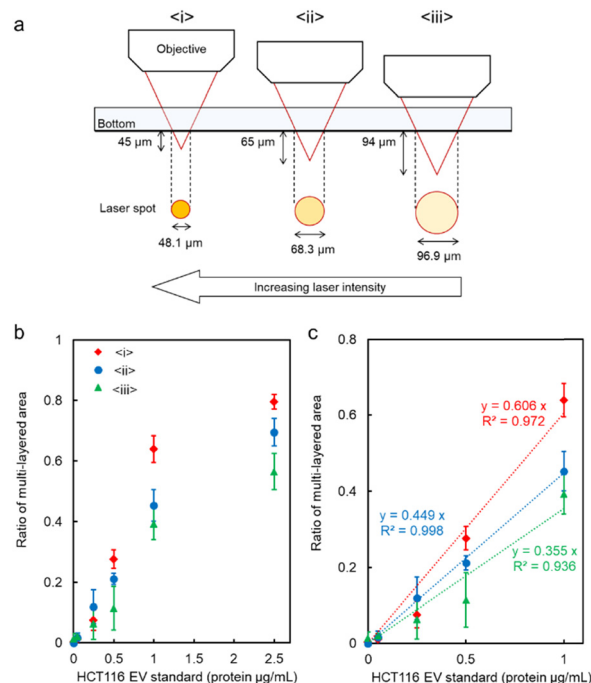 a
<i>
<ii>
<iii>
Objective
Bottom
45 µm
65 µm
94 µm
Laser spot
48.1 µm
68.3 µm
96.9 µm
Increasing laser intensity
b
Ratio of multi-layered area
1
0.8
0.6
0.4
0.2
0
<i>
<ii>
<iii>
0.0
0.5
1.0
1.5
2.0
2.5
HCT116 EV standard (protein µg/mL)
c
Ratio of multi-layered area
0.8
0.6
0.4
0.2
0
y = 0.606 x
R² = 0.972
y = 0.449 x
R² = 0.998
y = 0.355 x
R² = 0.936
0
0.5
1
HCT116 EV standard (protein µg/mL)